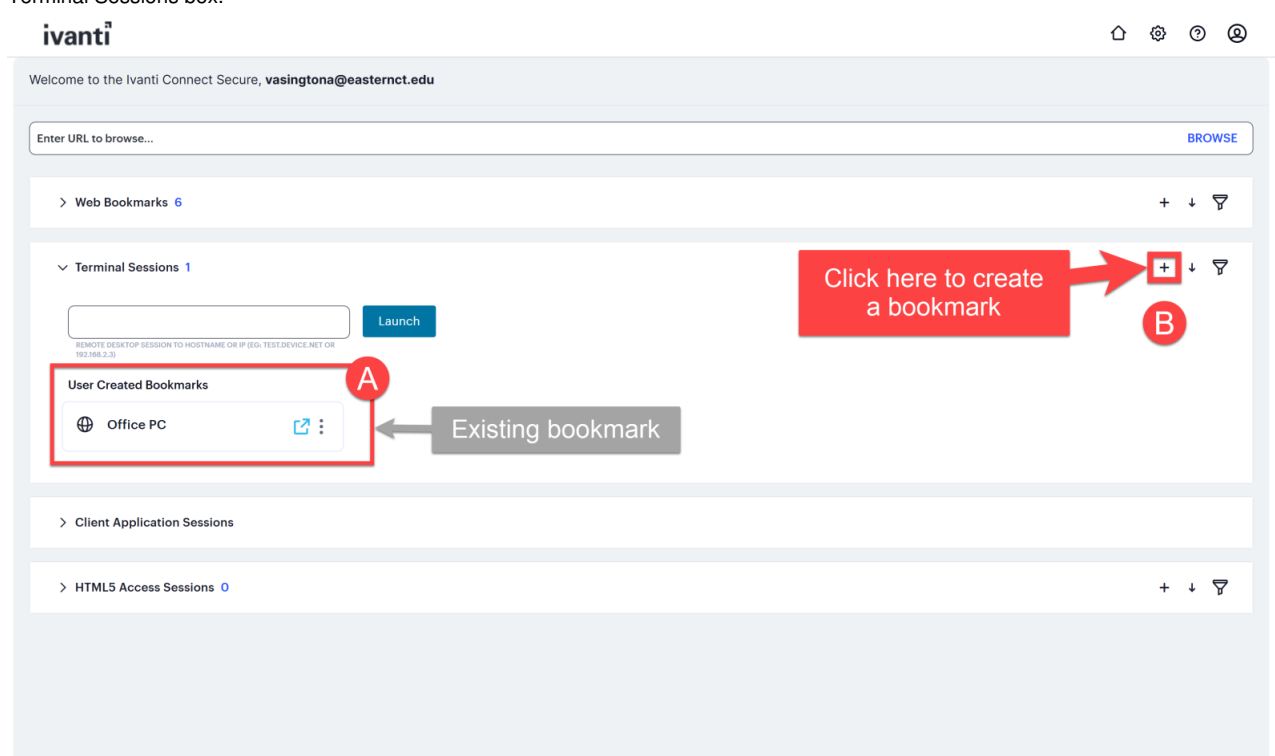 Terminal Sessions box.
ivanti
Welcome to the Ivanti Connect Secure, vasingtona@easternct.edu
Enter URL to browse...
BROWSE
Web Bookmarks 6
Terminal Sessions 1
Click here to create
a bookmark
B
Launch
REMOTE DESKTOP SESSION TO HOSTNAME OR IP (EG: TEST.DEVICE.NET OR
192.168.2.3)
A
User Created Bookmarks
Office PC
Existing bookmark
Client Application Sessions
HTML5 Access Sessions 0